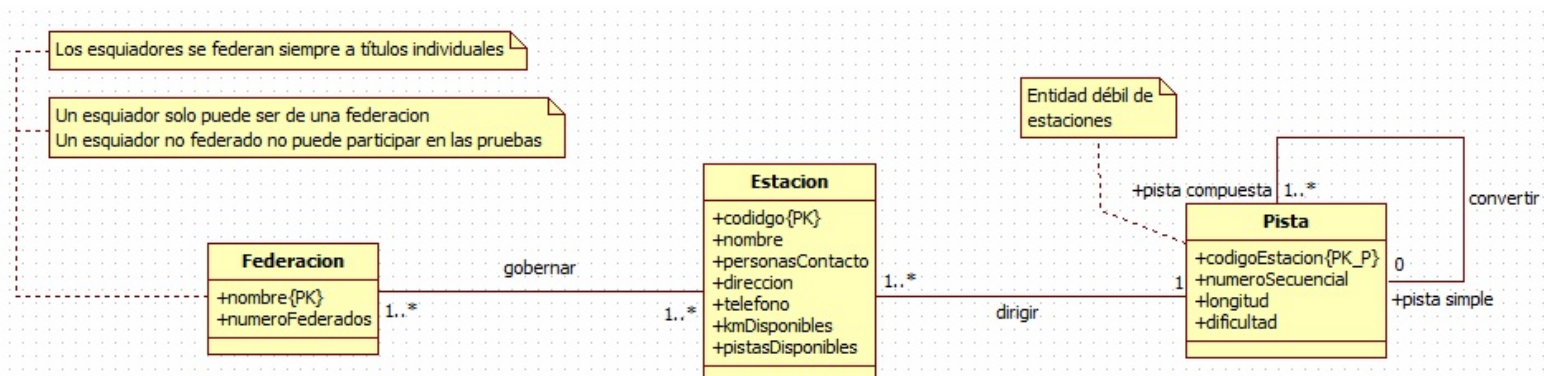 Los esquiadores se federan siempre a títulos individuales
Un esquiador solo puede ser de una federacion
Un esquiador no federado no puede participar en las pruebas
Entidad débil de
estaciones
Federacion
+nombre{PK}
+numeroFederados
1..*
gobernar
1..*
Estacion
+codidgo{PK}
+nombre
+personasContacto
+direccion
+telefono
+kmDisponibles
+pistasDisponibles
1..*
dirigir
1
Pista
+codigoEstacion{PK_P}
+numeroSecuencial
+longitud
+dificultad
+pista compuesta
1..*
convertir
0
+pista simple